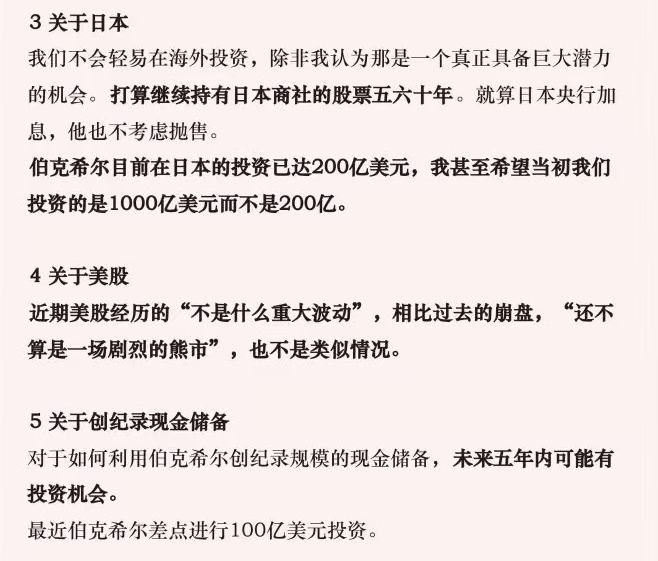 3 关于日本
我们不会轻易在海外投资，除非我认为那是一个真正具备巨大潜力
的机会。打算继续持有日本商社的股票五六十年。就算日本央行加
息，他也不考虑抛售。
伯克希尔目前在日本的投资已达200亿美元，我甚至希望当初我们
投资的是1000亿美元而不是200亿。
4 关于美股
近期美股经历的“不是什么重大波动”，相比过去的崩盘，“还不
算是一场剧烈的熊市”，也不是类似情况。
5 关于创纪录现金储备
对于如何利用伯克希尔创纪录规模的现金储备，未来五年内可能有
投资机会。
最近伯克希尔差点进行100亿美元投资。